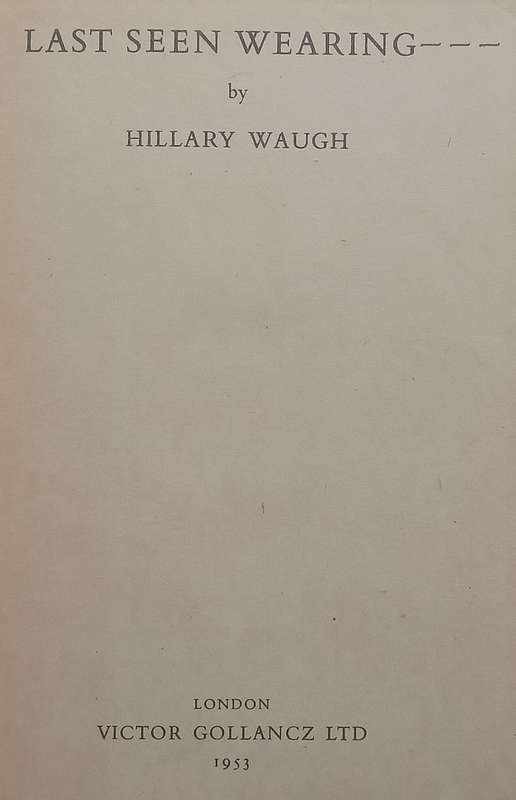 LAST SEEN WEARING– – –
by
HILLARY WAUGH
LONDON
VICTOR GOLLANCZ LTD
1953